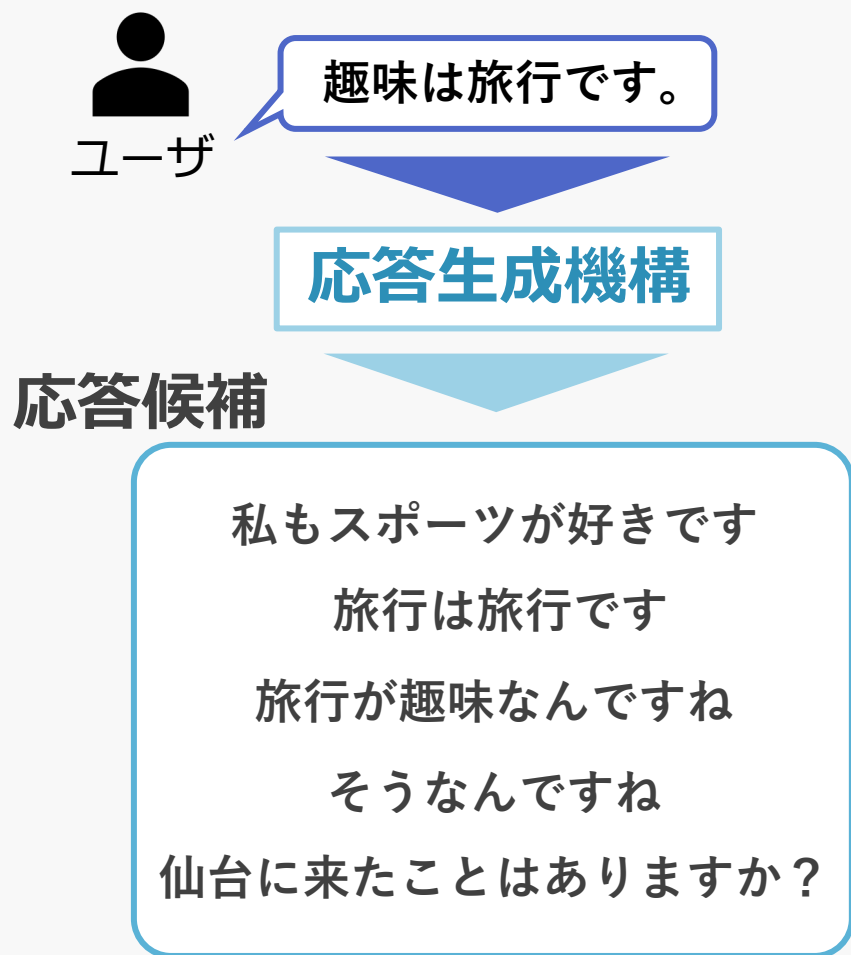 趣味は旅行です。
ユーザ
応答生成機構
応答候補
私もスポーツが好きです
旅行は旅行です
旅行が趣味なんですね
そうなんですね
仙台に来たことはありますか？